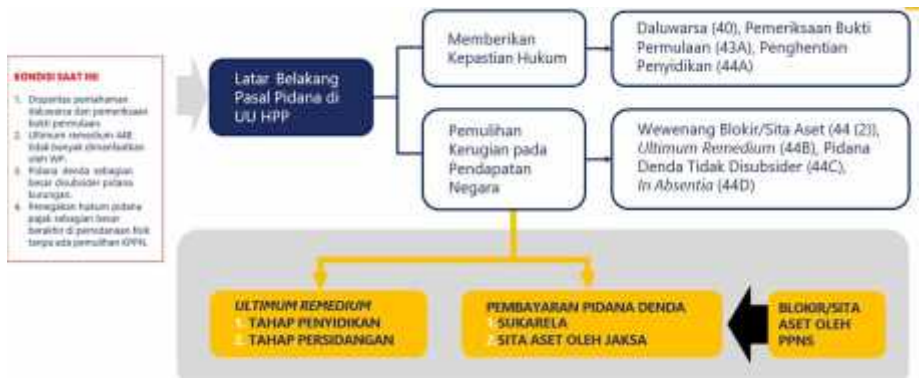 KONDISI SAAT INI
1. Disparitas pemahaman
daluwarsa dan pemeriksaan
bukti permulaan.
2. Ultimum remedium 44B
tidak banyak dimanfaatkan
oleh WP.
3. Pidana denda sebagian
besar disubsider pidana
kurungan.
4. Penegakan hukum pidana
pajak sebagian besar
berakhir di pemidanaan fisik
tanpa ada pemulihan KPPN.
Latar Belakang
Pasal Pidana di
UU HPP
Memberikan
Kepastian Hukum
Daluwarsa (40), Pemeriksaan Bukti
Permulaan (43A), Penghentian
Penyidikan (44A)
Pemulihan
Kerugian pada
Pendapatan
Negara
Wewenang Blokir/Sita Aset (44 (2)),
Ultimum Remedium (44B), Pidana
Denda Tidak Disubsider (44C),
In Absentia (44D)
ULTIMUM REMEDIUM
1. TAHAP PENYIDIKAN
2. TAHAP PERSIDANGAN
PEMBAYARAN PIDANA DENDA
1. SUKARELA
2. SITA ASET OLEH JAKSA
BLOKIR/SITA
ASET OLEH
PPNS